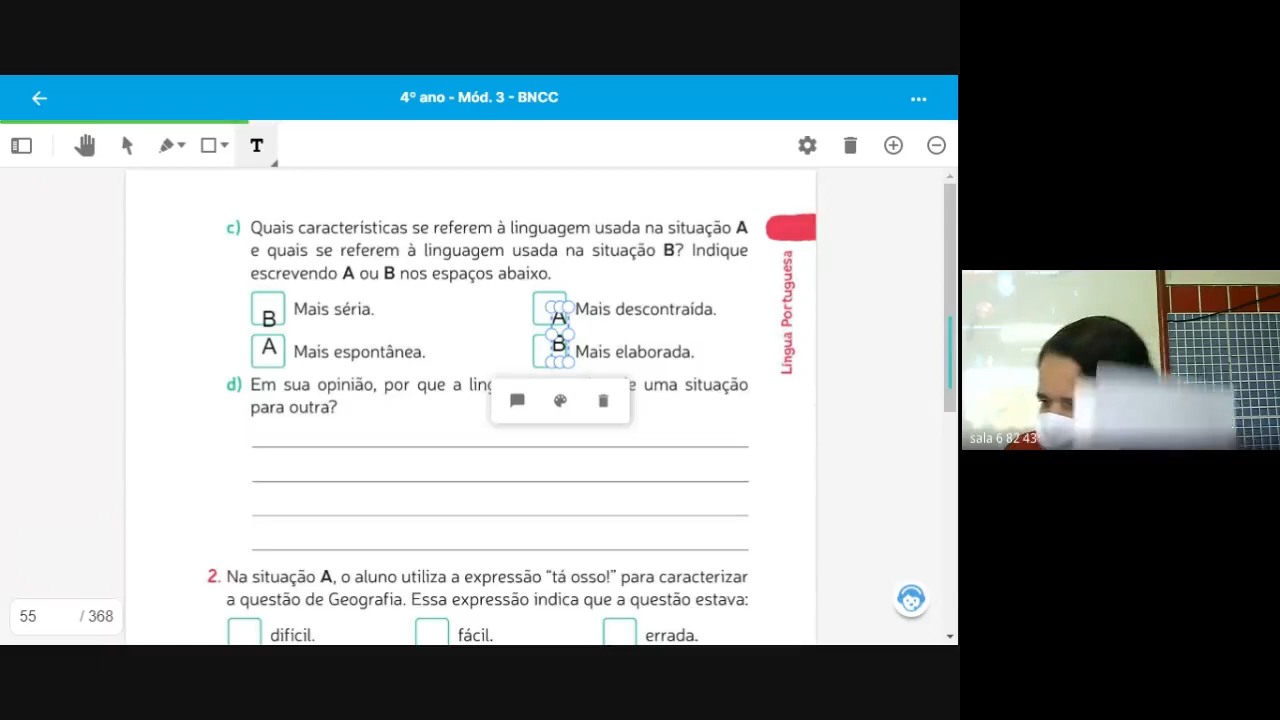 4º ano - Mód. 3 - BNCC
T
c) Quais características se referem à linguagem usada na situação A
e quais se referem à linguagem usada na situação B? Indique
escrevendo A ou B nos espaços abaixo.
B Mais séria.
A Mais descontraída.
A Mais espontânea.
B Mais elaborada.
d) Em sua opinião, por que a uma situação
para outra?
2. Na situação A, o aluno utiliza a expressão “tá osso!” para caracterizar
a questão de Geografia. Essa expressão indica que a questão estava:
difícil. fácil. errada.
Língua Portuguesa
55 / 368
sala 6 82 43